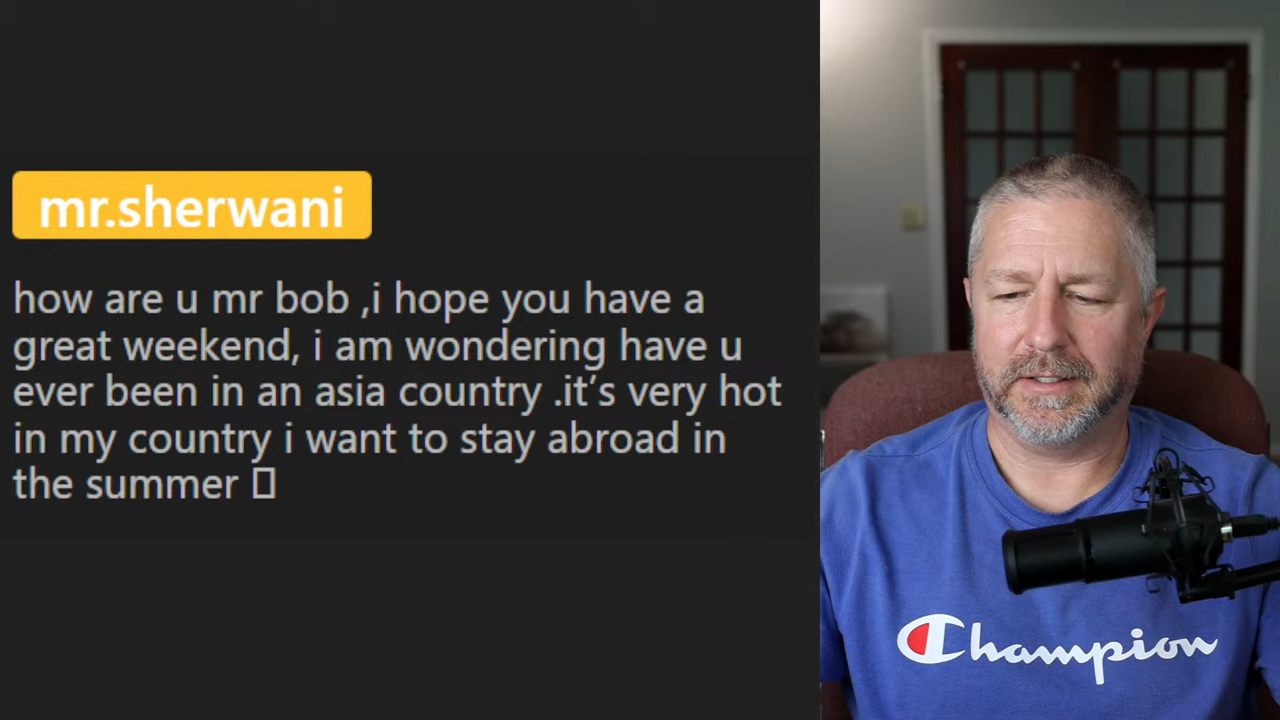 mr.sherwani
how are u mr bob ,i hope you have a
great weekend, i am wondering have u
ever been in an asia country .it’s very hot
in my country i want to stay abroad in
the summer
Champion